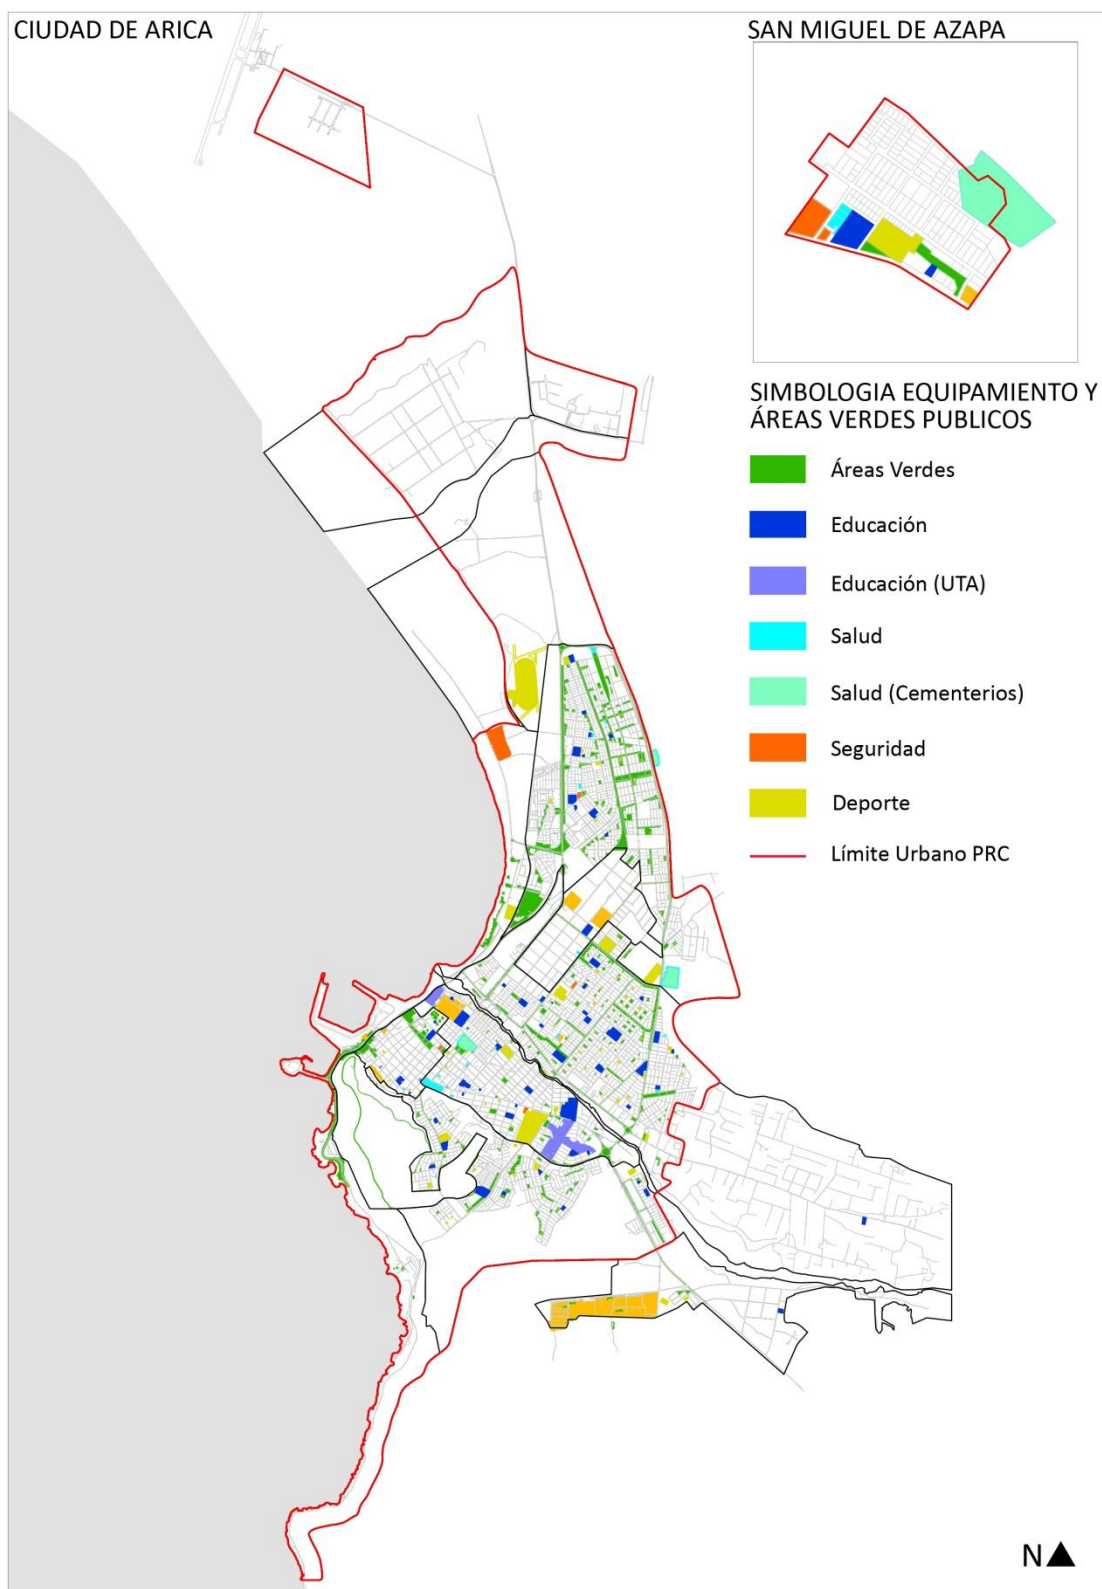 CIUDAD DE ARICA
SAN MIGUEL DE AZAPA
SIMBOLOGIA EQUIPAMIENTO Y
ÁREAS VERDES PUBLICOS
Áreas Verdes
Educación
Educación (UTA)
Salud
Salud (Cementerios)
Seguridad
Deporte
Límite Urbano PRC
N